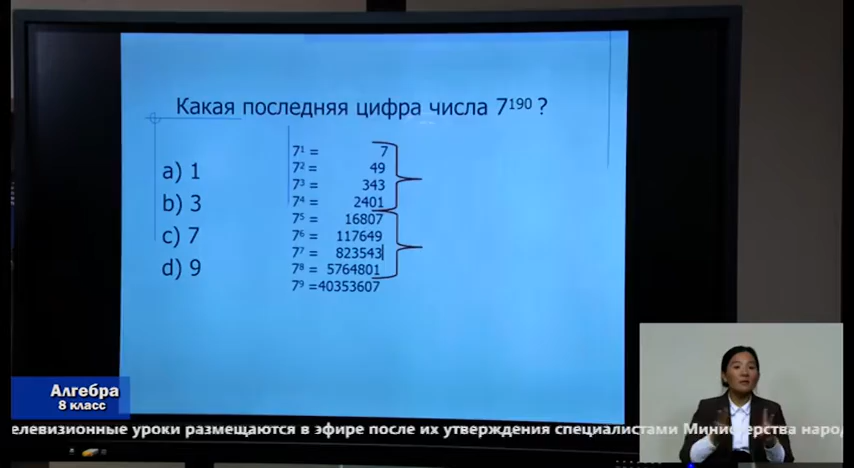 Какая последняя цифра числа 7¹⁹⁰ ?
a) 1
b) 3
c) 7
d) 9
7¹ = 7
7² = 49
7³ = 343
7⁴ = 2401
7⁵ = 16807
7⁶ = 117649
7⁷ = 823543
7⁸ = 5764801
7⁹ =40353607
Алгебра
8 класс
елевизионные уроки размещаются в эфире после их утверждения специалистами Министерства наро